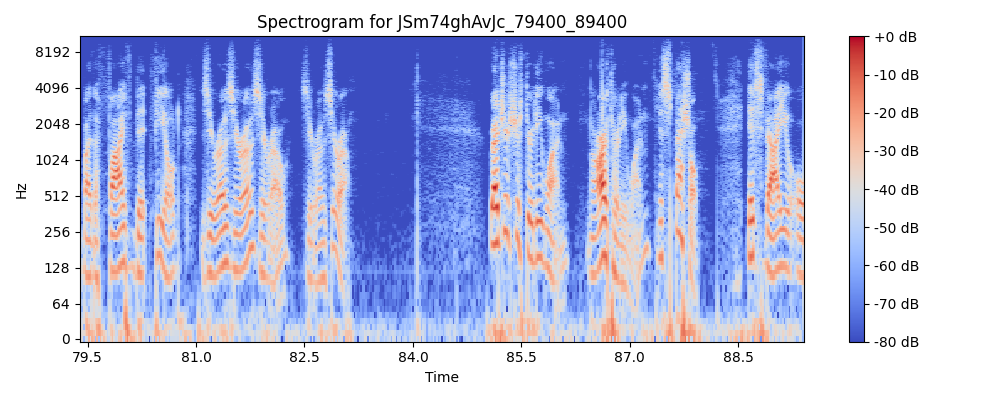 Spectrogram for JSm74ghAvJc_79400_89400
Hz
8192
4096
2048
1024
512
256
128
64
0
79.5 81.0 82.5 84.0 85.5 87.0 88.5
Time
+0 dB
-10 dB
-20 dB
-30 dB
-40 dB
-50 dB
-60 dB
-70 dB
-80 dB